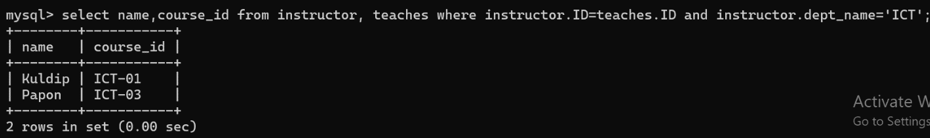 mysql> select name,course_id from instructor, teaches where instructor.ID=teaches.ID and instructor.dept_name='ICT';
+--------+-----------+
| name   | course_id |
+--------+-----------+
| Kuldip | ICT-01    |
| Papon  | ICT-03    |
+--------+-----------+
2 rows in set (0.00 sec)
Activate W
Go to Settings